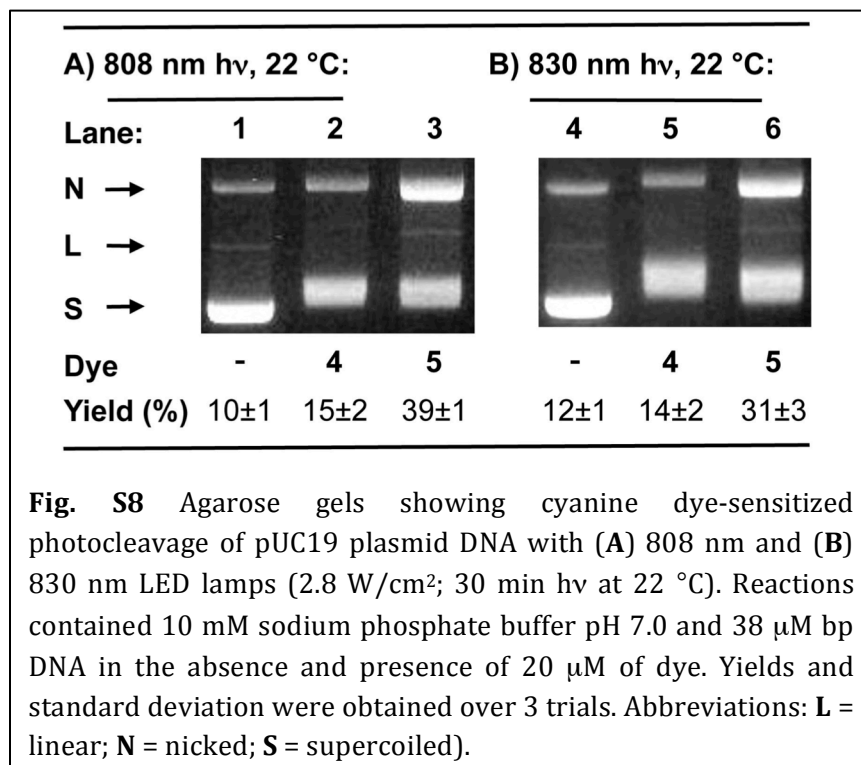 A) 808 nm hν, 22 °C: B) 830 nm hν, 22 °C:
Lane: 1 2 3 4 5 6
N →
L →
S →
Dye - 4 5 - 4 5
Yield (%) 10±1 15±2 39±1 12±1 14±2 31±3
Fig. S8 Agarose gels showing cyanine dye-sensitized
photocleavage of pUC19 plasmid DNA with (A) 808 nm and (B)
830 nm LED lamps (2.8 W/cm²; 30 min hν at 22 °C). Reactions
contained 10 mM sodium phosphate buffer pH 7.0 and 38 μM bp
DNA in the absence and presence of 20 μM of dye. Yields and
standard deviation were obtained over 3 trials. Abbreviations: L =
linear; N = nicked; S = supercoiled).